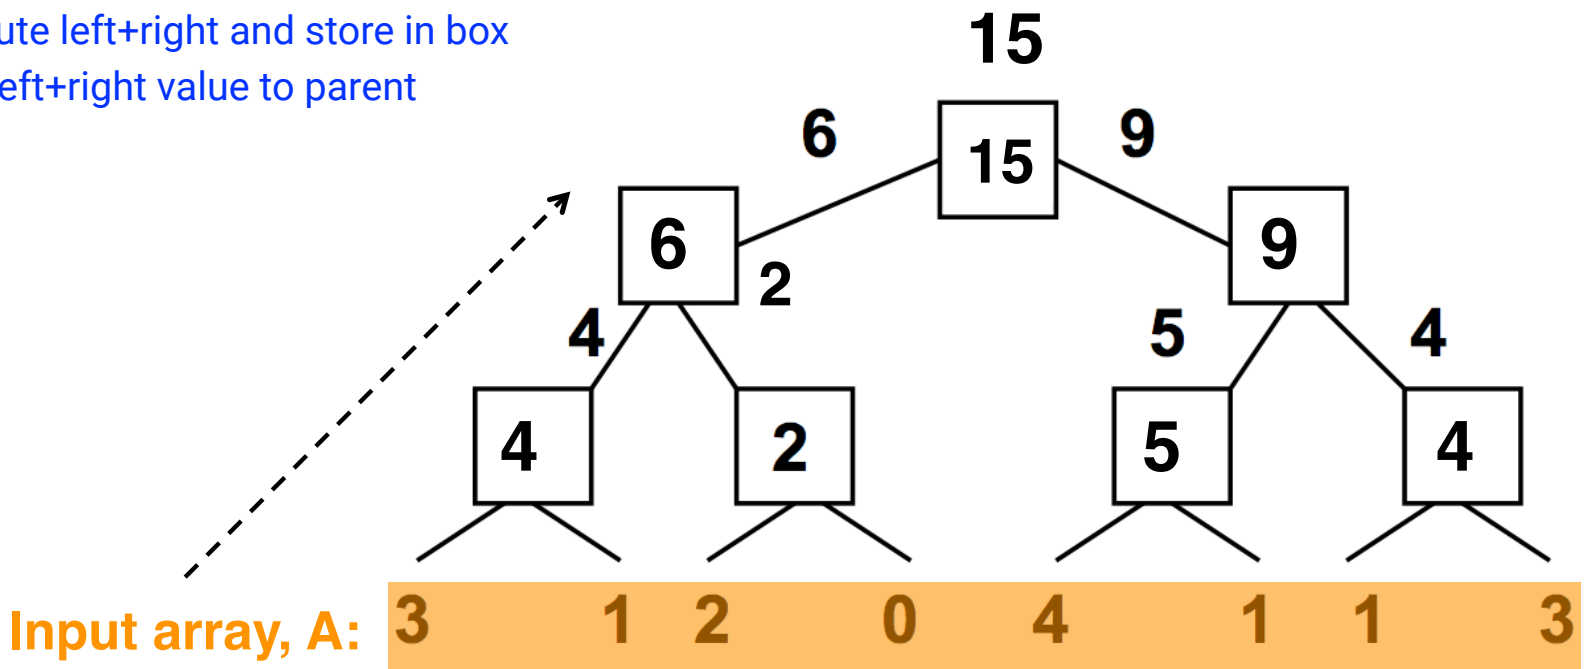 ute left+right and store in box
eft+right value to parent
15
6 9
15
6 9
2
4 5 4
4 2 5 4
Input array, A: 3 1 2 0 4 1 1 3